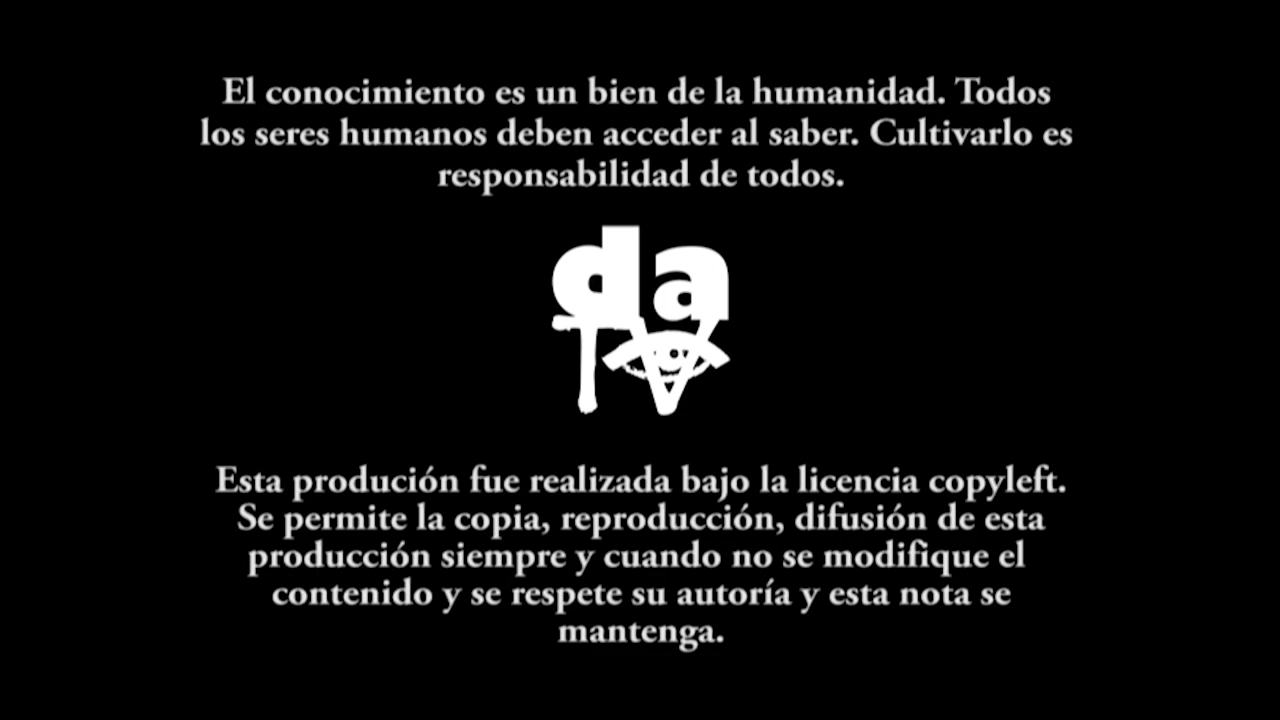 El conocimiento es un bien de la humanidad. Todos
los seres humanos deben acceder al saber. Cultivarlo es
responsabilidad de todos.
da
TV
Esta produción fue realizada bajo la licencia copyleft.
Se permite la copia, reproducción, difusión de esta
producción siempre y cuando no se modifique el
contenido y se respete su autoría y esta nota se
mantenga.